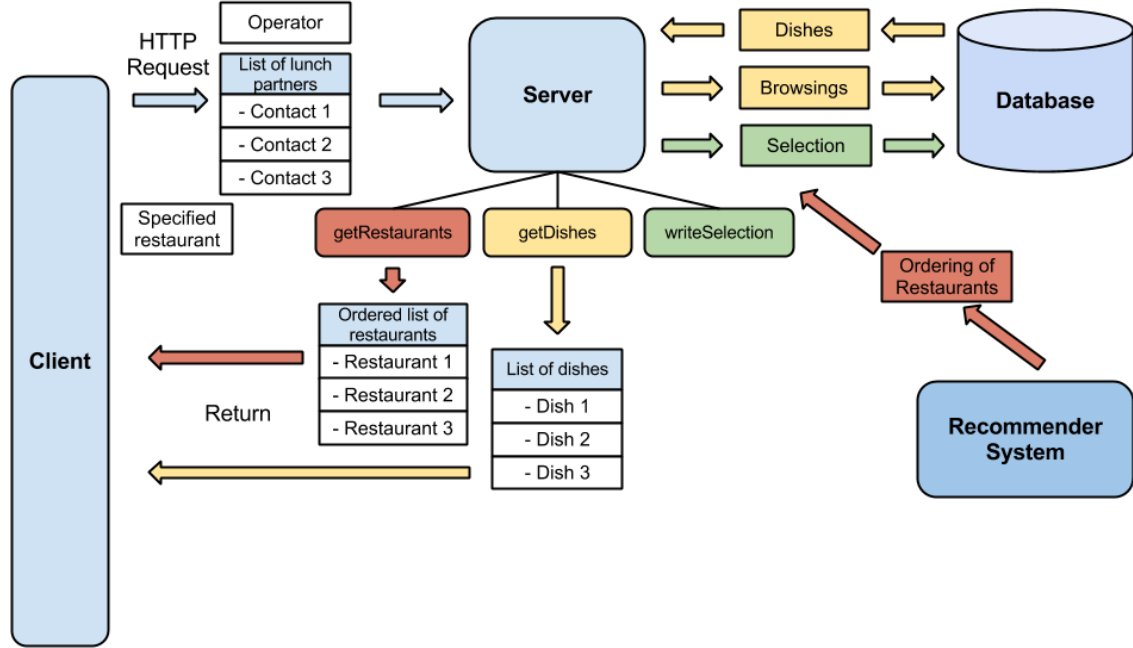 HTTP
Request
Operator
List of lunch
partners
- Contact 1
- Contact 2
- Contact 3
Specified
restaurant
Client
Server
Dishes
Browsings
Selection
Database
getRestaurants
getDishes
writeSelection
Ordering of
Restaurants
Ordered list of
restaurants
- Restaurant 1
- Restaurant 2
- Restaurant 3
Return
List of dishes
- Dish 1
- Dish 2
- Dish 3
Recommender
System